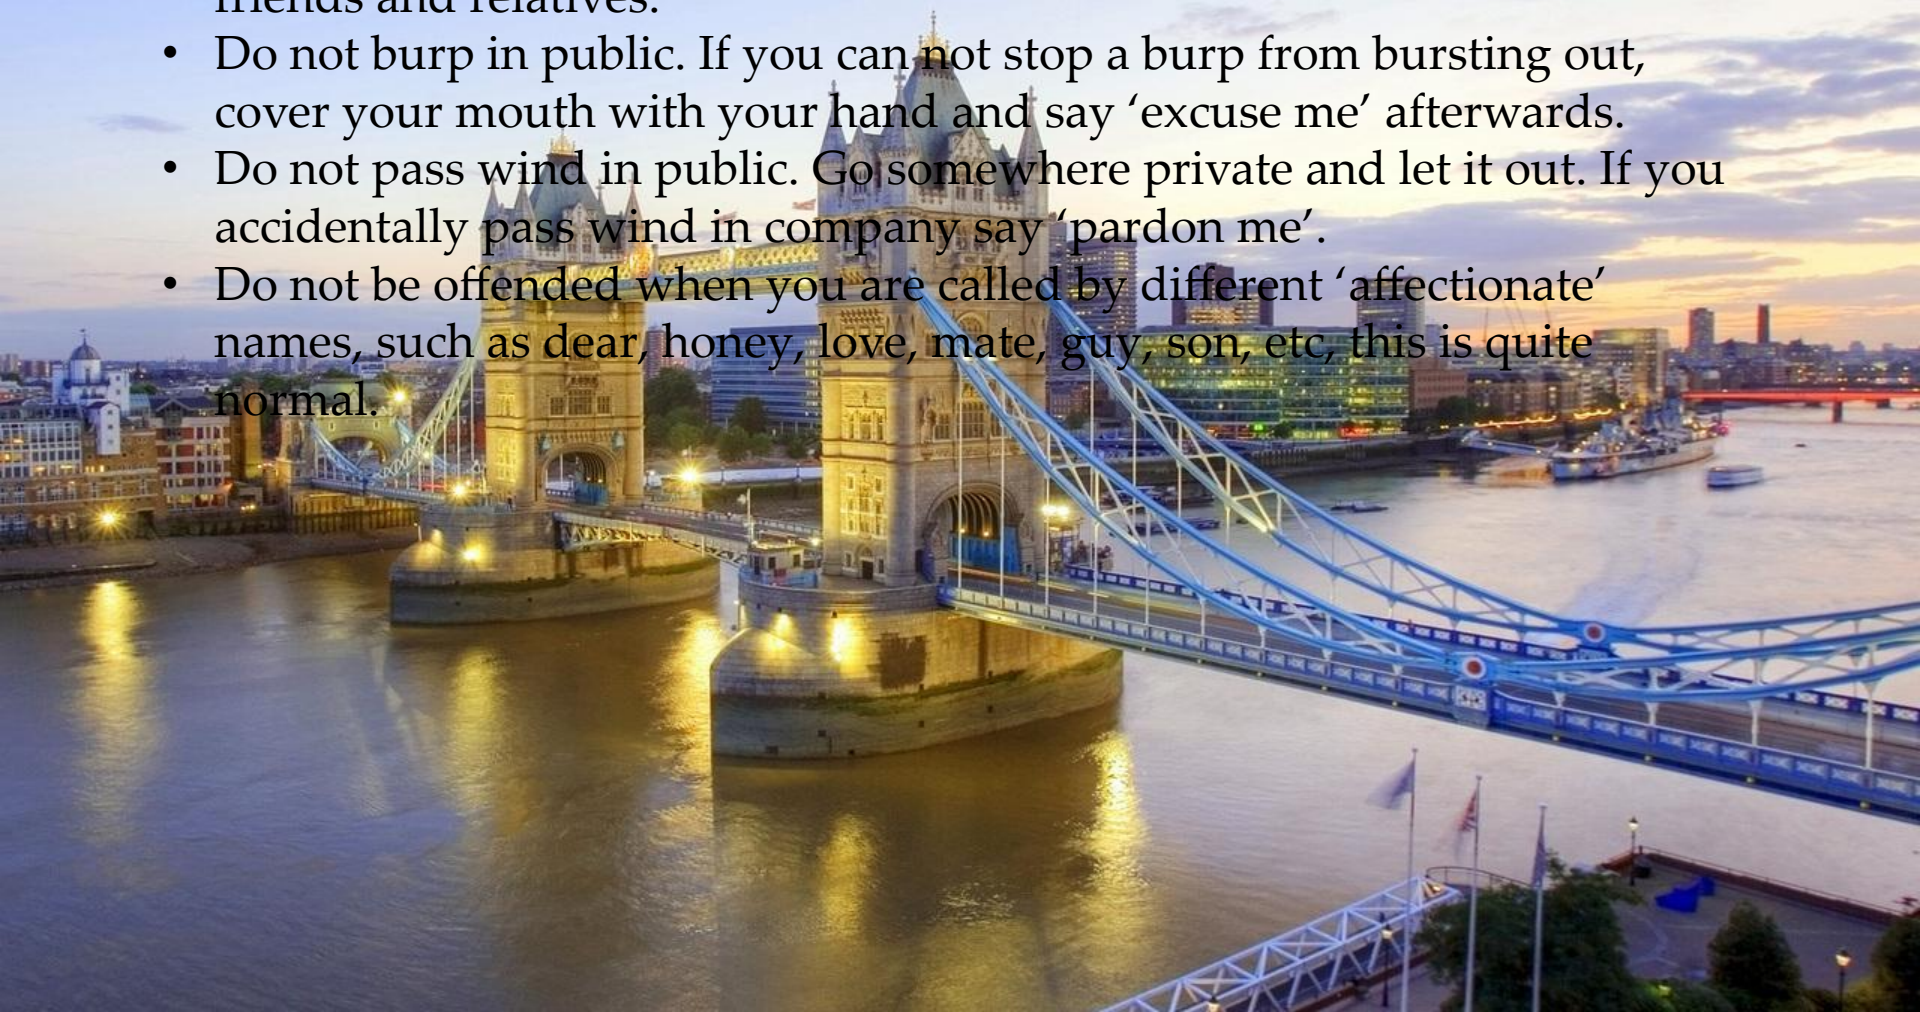 friends and relatives.
• Do not burp in public. If you can not stop a burp from bursting out,
cover your mouth with your hand and say ‘excuse me’ afterwards.
• Do not pass wind in public. Go somewhere private and let it out. If you
accidentally pass wind in company say ‘pardon me’.
• Do not be offended when you are called by different ‘affectionate’
names, such as dear, honey, love, mate, guy, son, etc, this is quite
normal.